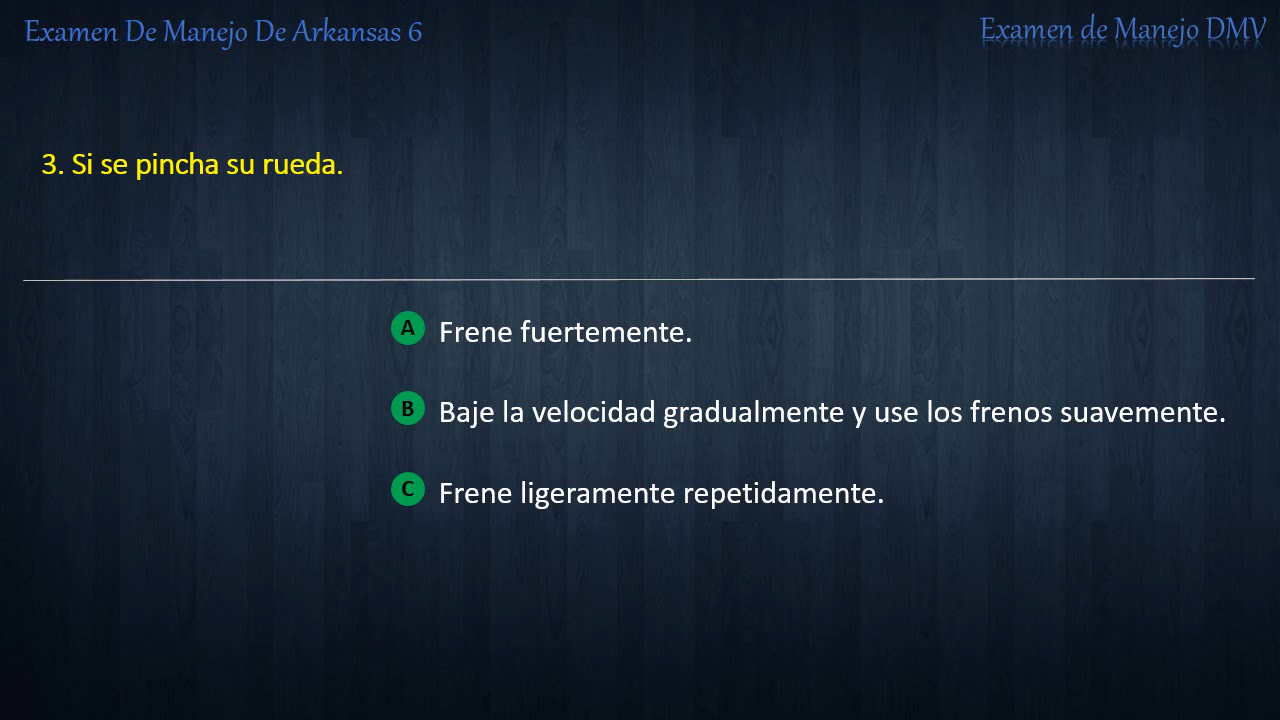 Examen De Manejo De Arkansas 6
Examen de Manejo DMV
3. Si se pincha su rueda.
A Frene fuertemente.
B Baje la velocidad gradualmente y use los frenos suavemente.
C Frene ligeramente repetidamente.